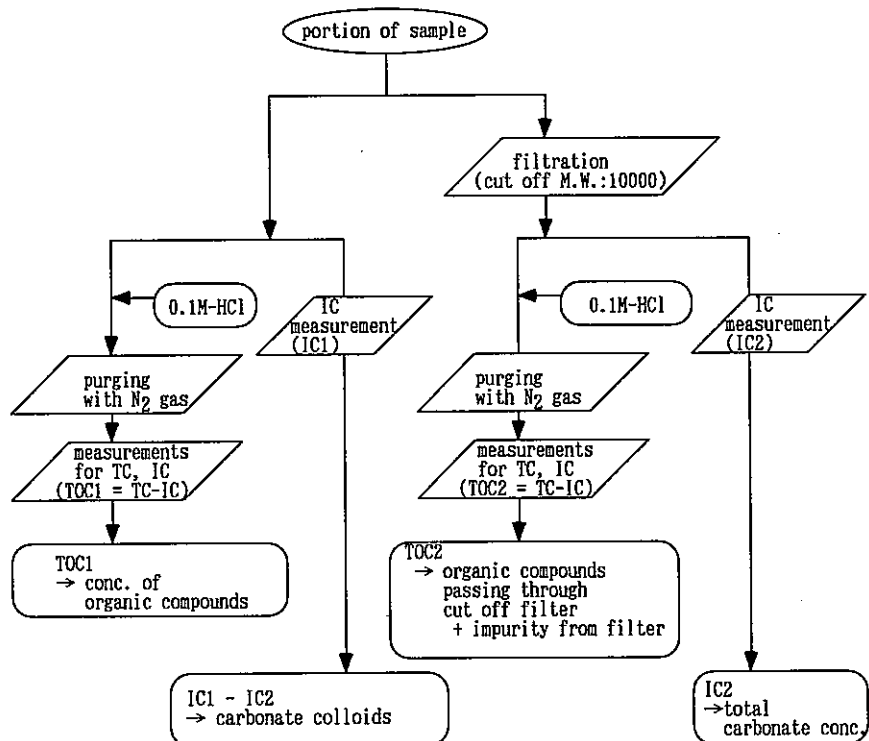 portion of sample
filtration
(cut off M.W.:10000)
0.1M-HCl
IC
measurement
(IC1)
0.1M-HCl
IC
measurement
(IC2)
purging
with N2 gas
purging
with N2 gas
measurements
for TC, IC
(TOC1 = TC-IC)
measurements
for TC, IC
(TOC2 = TC-IC)
TOC1
→ conc. of
organic compounds
TOC2
→ organic compounds
passing through
cut off filter
+ impurity from filter
IC1 - IC2
→ carbonate colloids
IC2
→total
carbonate conc.